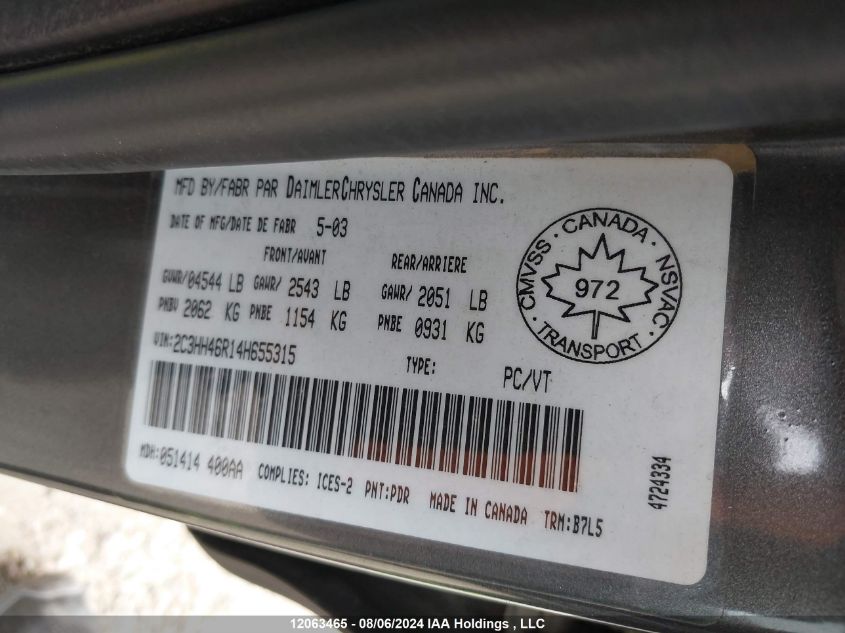 MFD BY/FABR PAR DAIMLERCHRYSLER CANADA INC.
DATE OF MFG/DATE DE FABR 5-03
FRONT/AVANT REAR/ARRIERE
GVWR/04544 LB GAWR/ 2543 LB GAWR/ 2051 LB
PNBV 2062 KG PNBE 1154 KG PNBE 0931 KG
VIN:2C3HH46R14H655315 TYPE: PC/VT
MDH:051414 400AA COMPLIES: ICES-2 PNT:PDR MADE IN CANADA TRM:B7L5
4724334
CMVSS · CANADA · NSVAC · TRANSPORT ·
972
12063465 - 08/06/2024 IAA Holdings , LLC